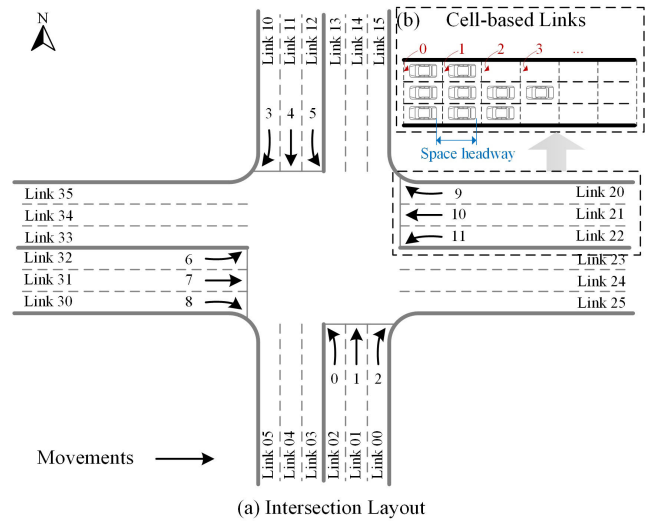 N
(b) Cell-based Links
0 1 2 3 ...
Space headway
Link 10
Link 11
Link 12
Link 13
Link 14
Link 15
3 4 5
Link 35
Link 34
Link 33
Link 32
Link 31
Link 30
6
7
8
9
10
11
Link 20
Link 21
Link 22
Link 23
Link 24
Link 25
0 1 2
Link 05
Link 04
Link 03
Link 02
Link 01
Link 00
Movements
(a) Intersection Layout